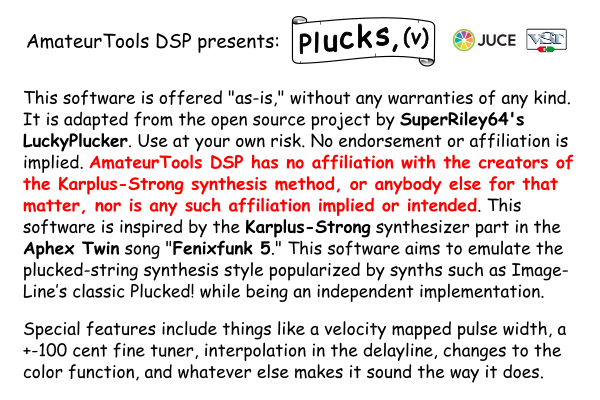 AmateurTools DSP presents: Plucks, (v) JUCE VST
This software is offered "as-is," without any warranties of any kind.
It is adapted from the open source project by SuperRiley64's
LuckyPlucker. Use at your own risk. No endorsement or affiliation is
implied. AmateurTools DSP has no affiliation with the creators of
the Karplus-Strong synthesis method, or anybody else for that
matter, nor is any such affiliation implied or intended. This
software is inspired by the Karplus-Strong synthesizer part in the
Aphex Twin song "Fenixfunk 5." This software aims to emulate the
plucked-string synthesis style popularized by synths such as Image-
Line's classic Plucked! while being an independent implementation.
Special features include things like a velocity mapped pulse width, a
+-100 cent fine tuner, interpolation in the delayline, changes to the
color function, and whatever else makes it sound the way it does.